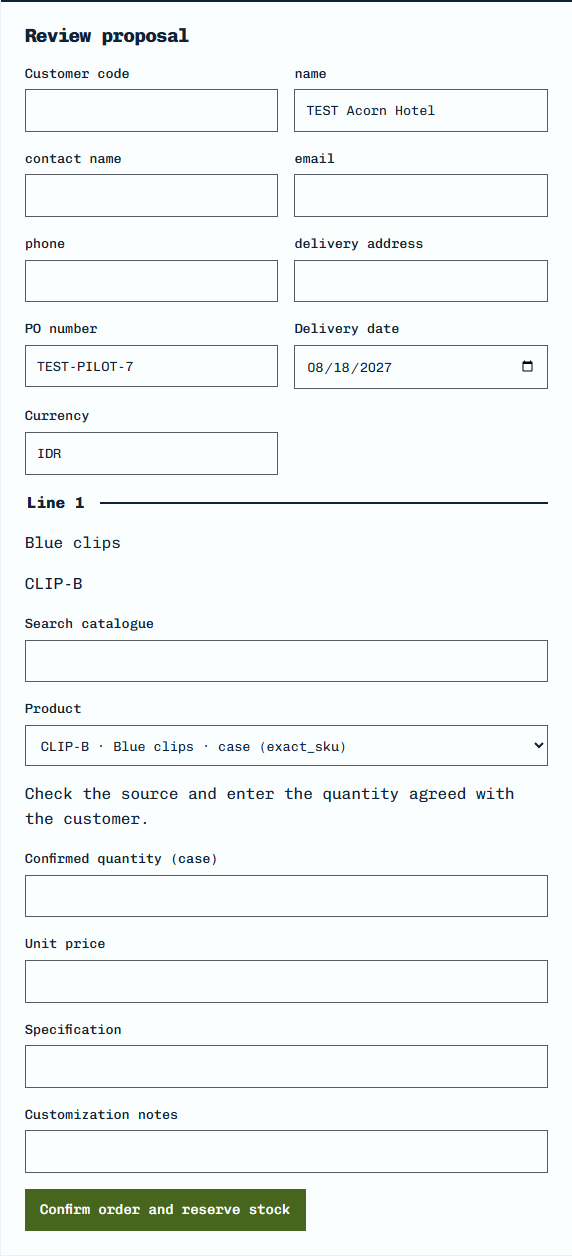 Review proposal
Customer code
name
TEST Acorn Hotel
contact name
email
phone
delivery address
PO number
Delivery date
TEST-PILOT-7
08/18/2027
Currency
IDR
Line 1
Blue clips
CLIP-B
Search catalogue
Product
CLIP-B · Blue clips · case (exact_sku)
Check the source and enter the quantity agreed with
the customer.
Confirmed quantity (case)
Unit price
Specification
Customization notes
Confirm order and reserve stock